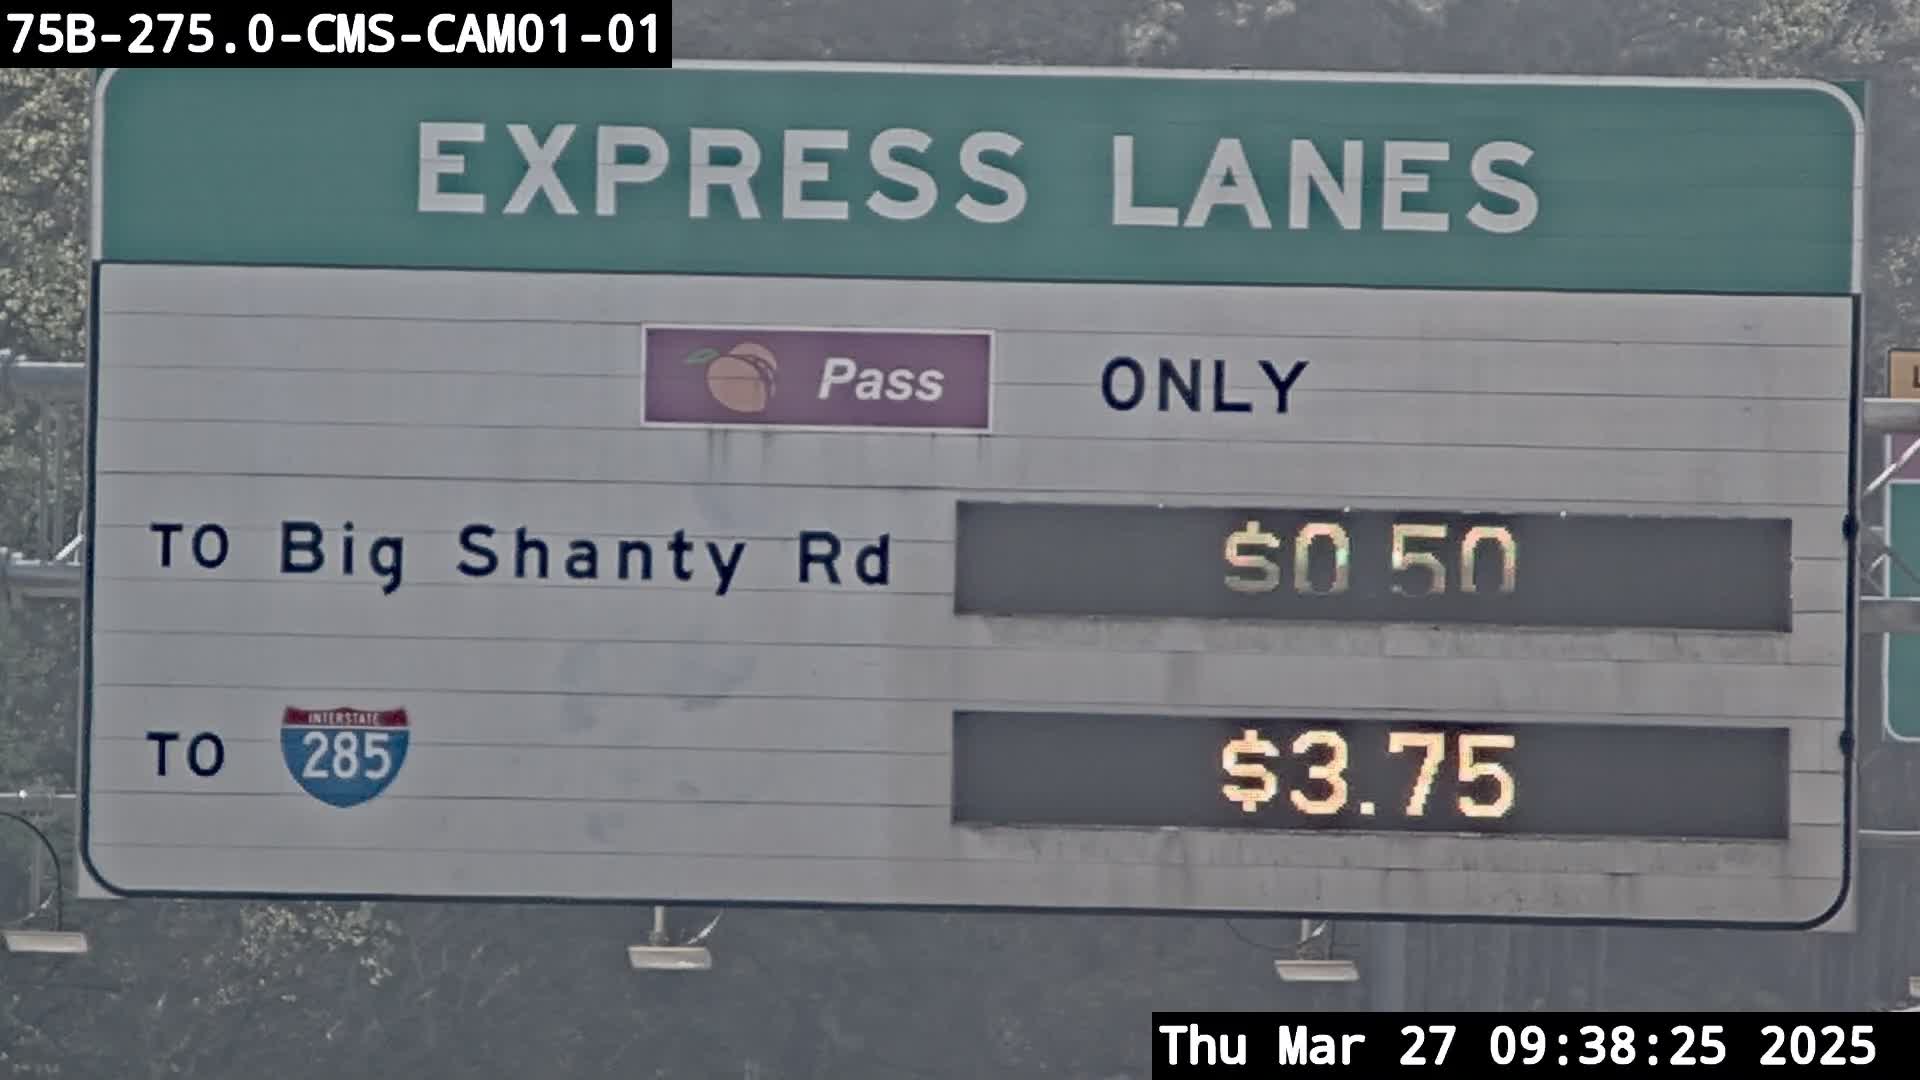 75B-275.0-CMS-CAM01-01
EXPRESS LANES
Pass ONLY
TO Big Shanty Rd $0.50
TO INTERSTATE 285 $3.75
Thu Mar 27 09:38:25 2025